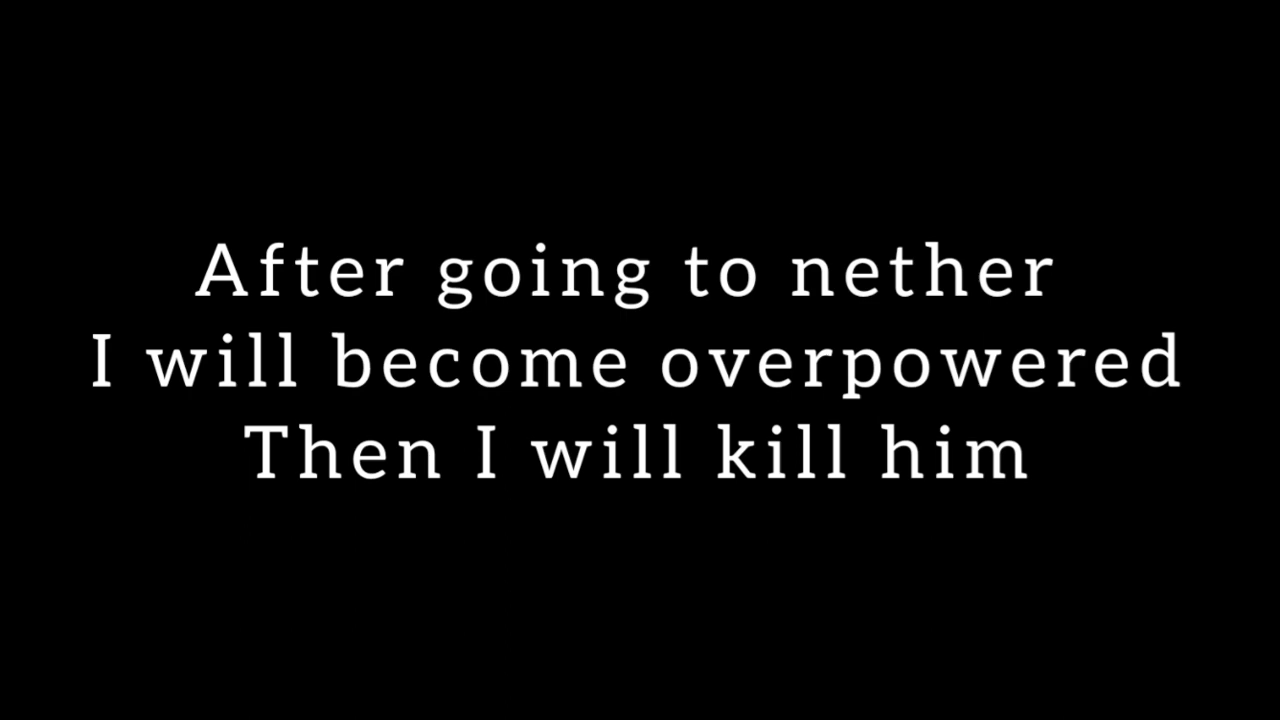 After going to nether
I will become overpowered
Then I will kill him